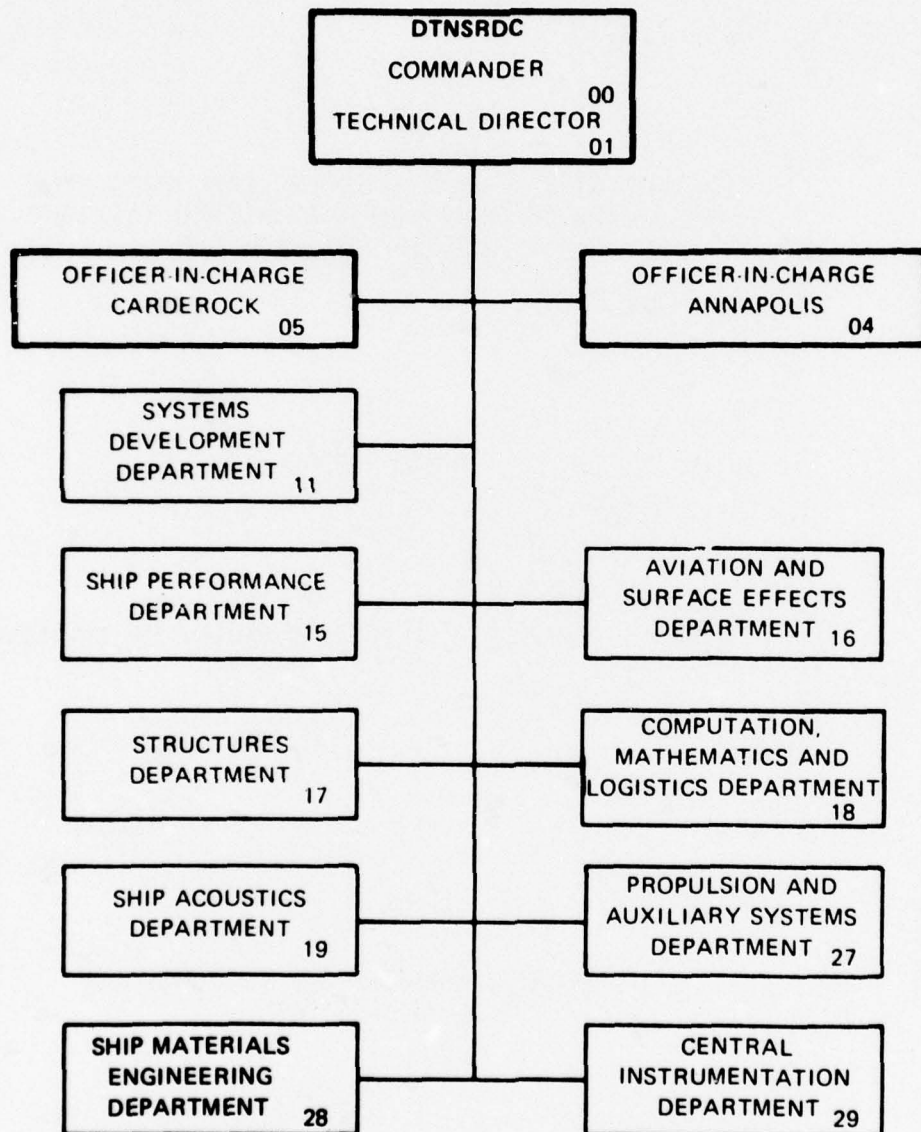 DTNSRDC
COMMANDER
00
TECHNICAL DIRECTOR
01
OFFICER-IN-CHARGE
CARDEROCK
05
OFFICER-IN-CHARGE
ANNAPOLIS
04
SYSTEMS
DEVELOPMENT
DEPARTMENT
11
SHIP PERFORMANCE
DEPARTMENT
15
AVIATION AND
SURFACE EFFECTS
DEPARTMENT
16
STRUCTURES
DEPARTMENT
17
COMPUTATION,
MATHEMATICS AND
LOGISTICS DEPARTMENT
18
SHIP ACOUSTICS
DEPARTMENT
19
PROPULSION AND
AUXILIARY SYSTEMS
DEPARTMENT
27
SHIP MATERIALS
ENGINEERING
DEPARTMENT
28
CENTRAL
INSTRUMENTATION
DEPARTMENT
29